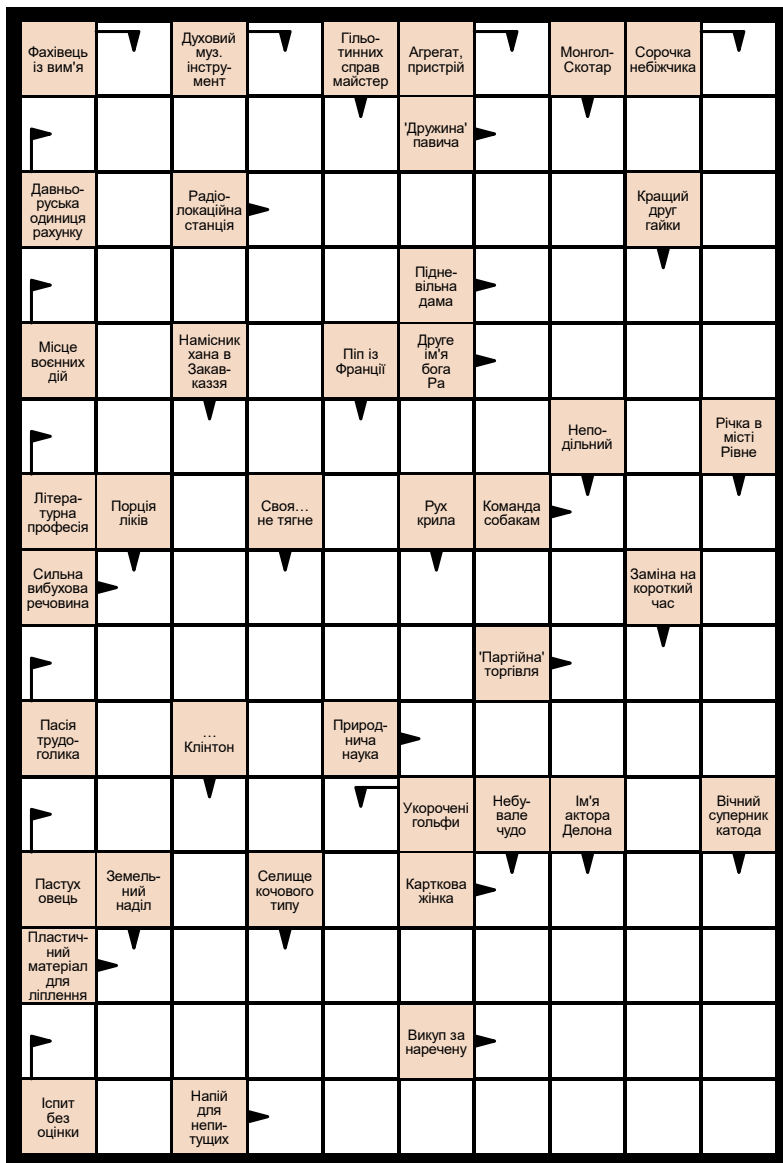 Фахівець
із вим'я
Духовий
муз.
інстру-
мент
Гільо-
тинних
справ
майстер
Агрегат,
пристрій
Монгол-
Скотар
Сорочка
небіжчика
'Дружина'
павича
Давньо-
руська
одиниця
рахунку
Радіо-
локаційна
станція
Кращий
друг
гайки
Підне-
вільна
дама
Місце
воєнних
дій
Намісник
хана в
Закав-
каззя
Піп із
Франції
Друге
ім'я
бога
Ра
Непо-
дільний
Річка в
місті
Рівне
Літера-
турна
професія
Порція
ліків
Своя…
не тягне
Рух
крила
Команда
собакам
Сильна
вибухова
речовина
Заміна на
короткий
час
'Партійна'
торгівля
Пасія
трудо-
голика
…
Клінтон
Природ-
нича
наука
Укорочені
гольфи
Небу-
вале
чудо
Ім'я
актора
Делона
Вічний
суперник
катода
Пастух
овець
Земель-
ний
наділ
Селище
кочового
типу
Карткова
жінка
Пластич-
ний
матеріал
для
ліплення
Викуп за
наречену
Іспит
без
оцінки
Напій
для
непи-
тущих